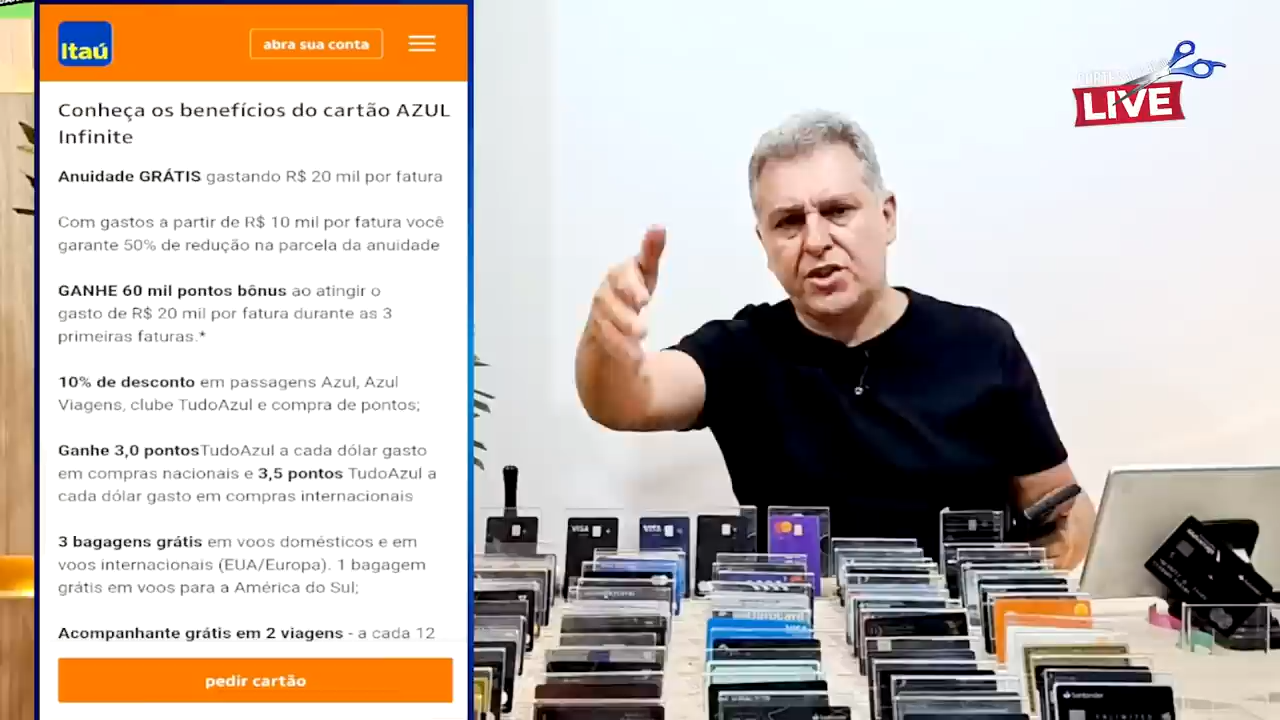 Itaú
abra sua conta
Conheça os benefícios do cartão AZUL
Infinite
Anuidade GRÁTIS gastando R$ 20 mil por fatura
Com gastos a partir de R$ 10 mil por fatura você
garante 50% de redução na parcela da anuidade
GANHE 60 mil pontos bônus ao atingir o
gasto de R$ 20 mil por fatura durante as 3
primeiras faturas.*
10% de desconto em passagens Azul, Azul
Viagens, clube TudoAzul e compra de pontos;
Ganhe 3,0 pontosTudoAzul a cada dólar gasto
em compras nacionais e 3,5 pontos TudoAzul a
cada dólar gasto em compras internacionais
3 bagagens grátis em voos domésticos e em
voos internacionais (EUA/Europa). 1 bagagem
grátis em voos para a América do Sul;
Acompanhante grátis em 2 viagens - a cada 12
pedir cartão
LIVE
VISA
Santander